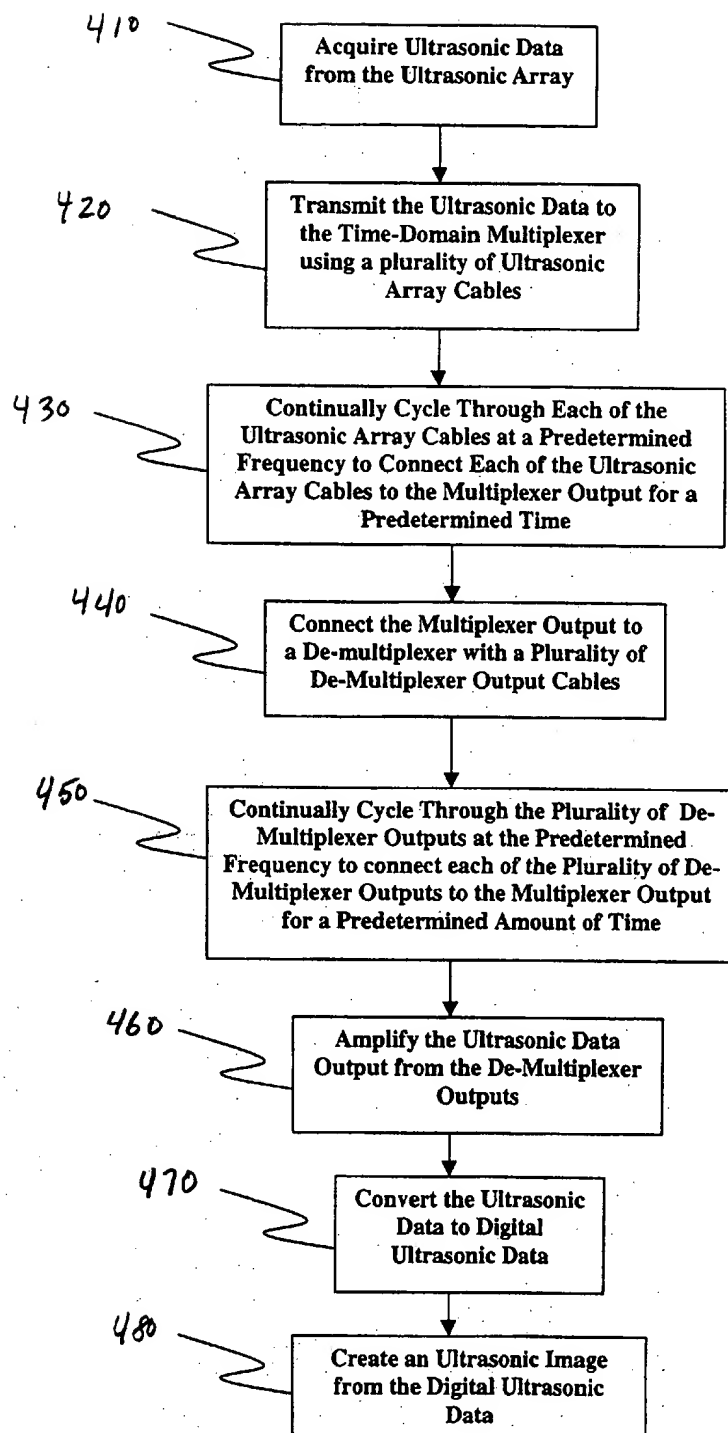 410
Acquire Ultrasonic Data
from the Ultrasonic Array
420
Transmit the Ultrasonic Data to
the Time-Domain Multiplexer
using a plurality of Ultrasonic
Array Cables
430
Continually Cycle Through Each of the
Ultrasonic Array Cables at a Predetermined
Frequency to Connect Each of the Ultrasonic
Array Cables to the Multiplexer Output for a
Predetermined Time
440
Connect the Multiplexer Output to
a De-multiplexer with a Plurality of
De-Multiplexer Output Cables
450
Continually Cycle Through the Plurality of De-
Multiplexer Outputs at the Predetermined
Frequency to connect each of the Plurality of De-
Multiplexer Outputs to the Multiplexer Output
for a Predetermined Amount of Time
460
Amplify the Ultrasonic Data
Output from the De-Multiplexer
Outputs
470
Convert the Ultrasonic
Data to Digital
Ultrasonic Data
480
Create an Ultrasonic Image
from the Digital Ultrasonic
Data